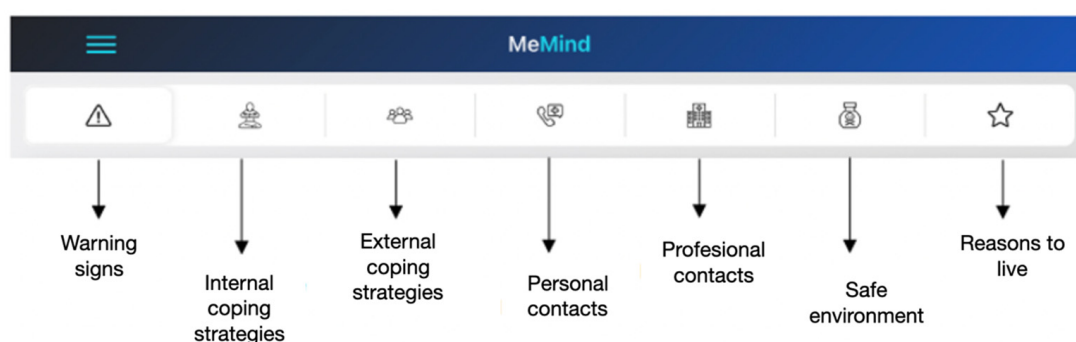 MeMind
Warning
signs
Internal
coping
strategies
External
coping
strategies
Personal
contacts
Profesional
contacts
Safe
environment
Reasons to
live